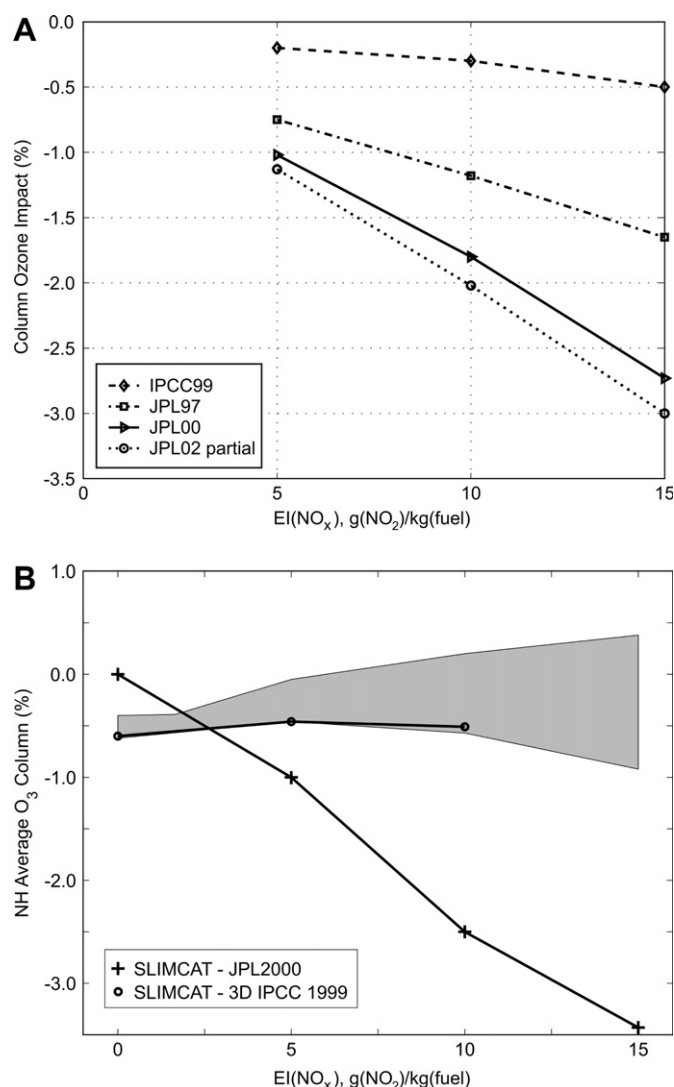 A
0.0
-0.5
-1.0
-1.5
-2.0
-2.5
-3.0
-3.5
Column Ozone Impact (%)
IPCC99
JPL97
JPL00
JPL02 partial
0 5 10 15
EI(NOx), g(NO2)/kg(fuel)
B
1.0
0.0
-1.0
-2.0
-3.0
NH Average O3 Column (%)
SLIMCAT - JPL2000
SLIMCAT - 3D IPCC 1999
0 5 10 15
EI(NOx), g(NO2)/kg(fuel)